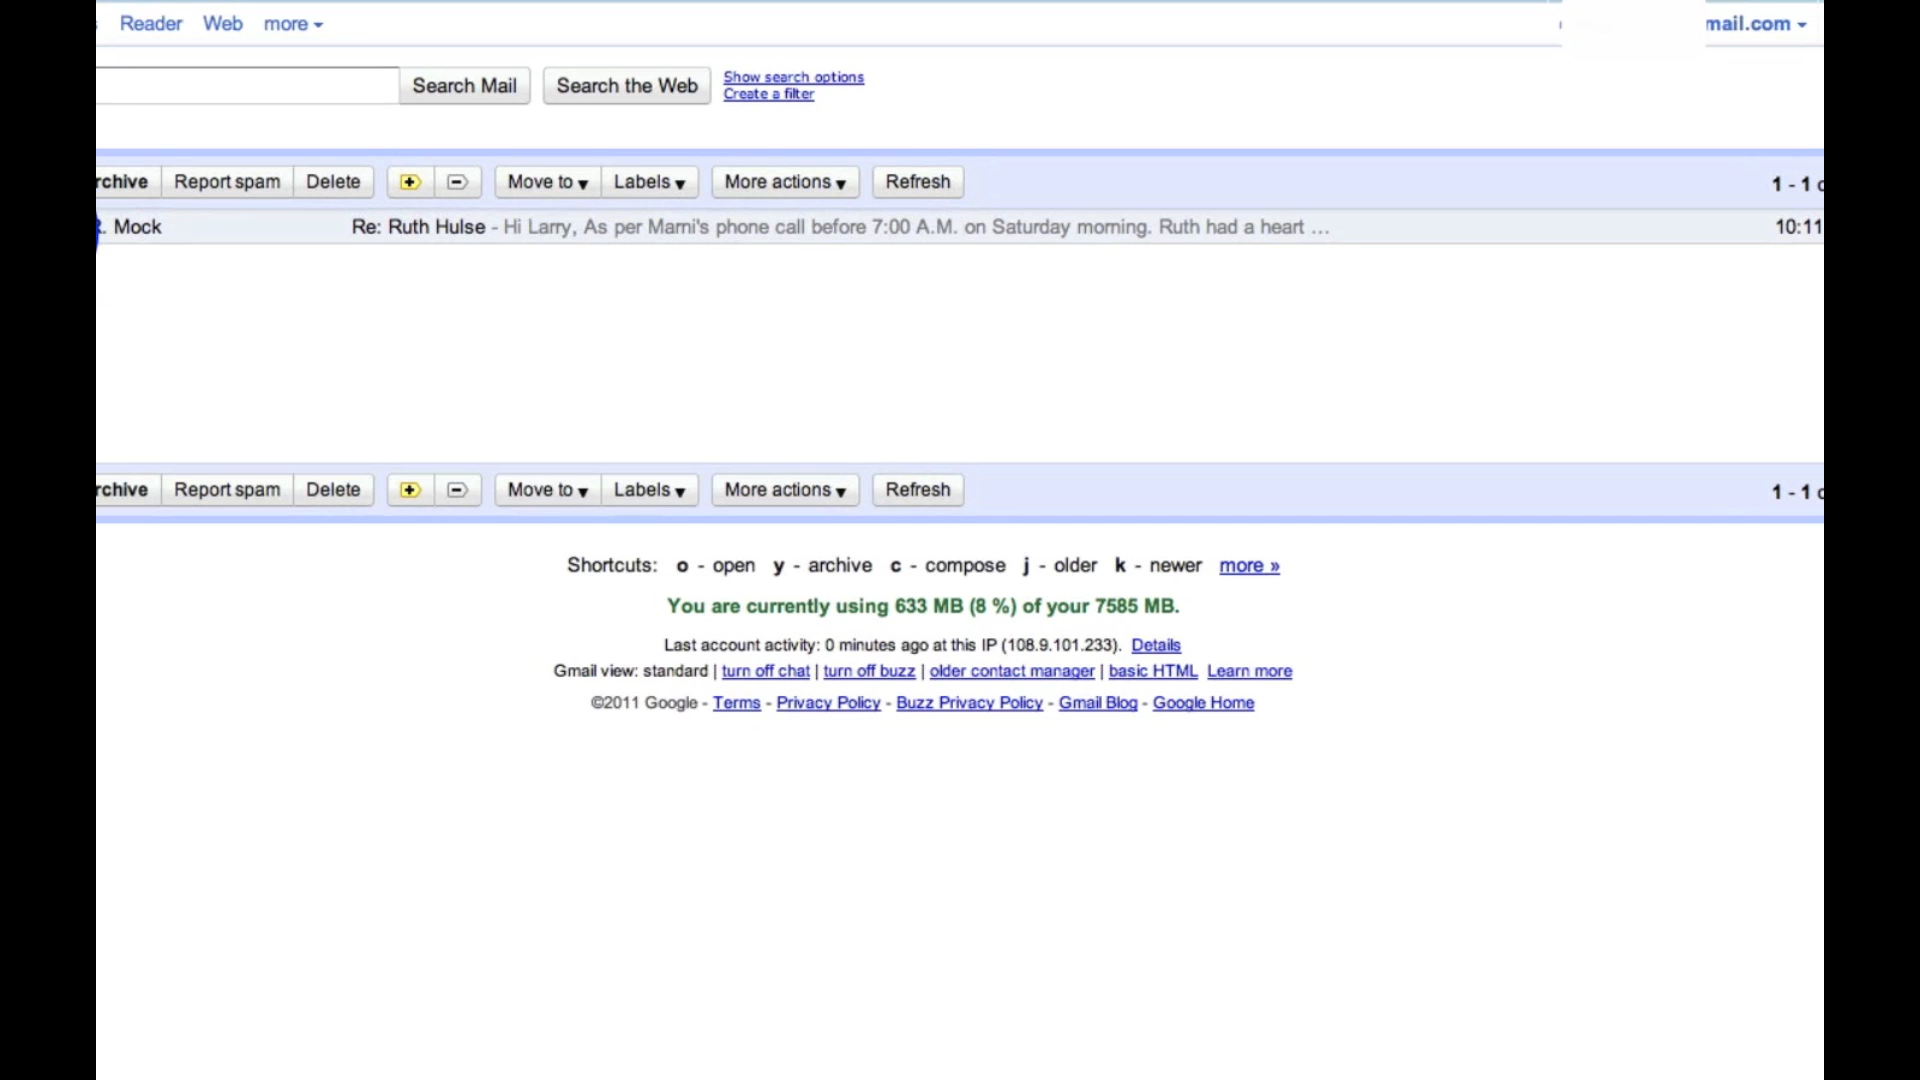 Reader Web more
mail.com
Search Mail Search the Web Show search options
Create a filter
rchive Report spam Delete Move to Labels More actions Refresh 1 - 1
. Mock Re: Ruth Hulse - Hi Larry, As per Marni's phone call before 7:00 A.M. on Saturday morning. Ruth had a heart ... 10:11
rchive Report spam Delete Move to Labels More actions Refresh 1 - 1
Shortcuts: o - open y - archive c - compose j - older k - newer more »
You are currently using 633 MB (8 %) of your 7585 MB.
Last account activity: 0 minutes ago at this IP (108.9.101.233). Details
Gmail view: standard | turn off chat | turn off buzz | older contact manager | basic HTML Learn more
©2011 Google - Terms - Privacy Policy - Buzz Privacy Policy - Gmail Blog - Google Home